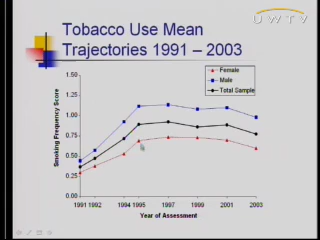 UWTV
Tobacco Use Mean
Trajectories 1991 – 2003
Female
Male
Total Sample
Smoking Frequency Score
1.50
1.25
1.00
0.75
0.50
0.25
0.00
1991 1992 1994 1995 1997 1999 2001 2003
Year of Assessment